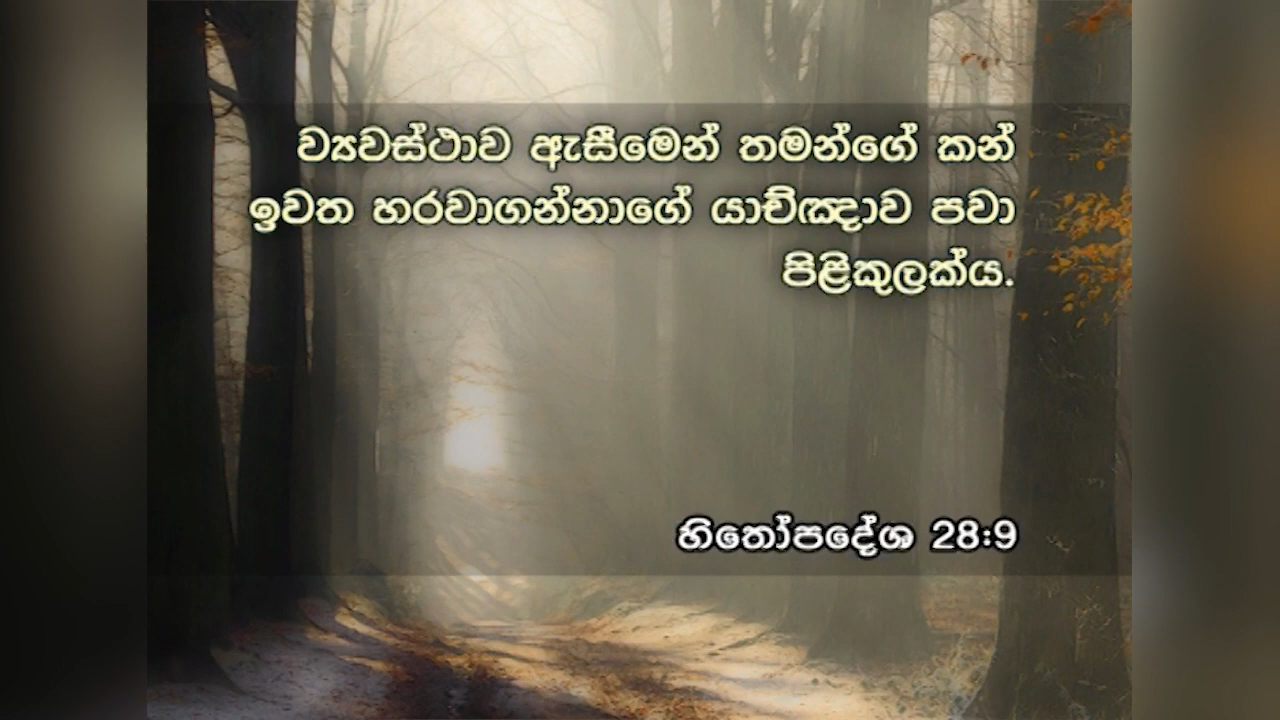 ව්‍යවස්ථාව ඇසීමෙන් තමන්ගේ කන්
ඉවත හරවාගන්නාගේ යාච්ඤාව පවා
පිළිකුලක්ය.
හිතෝපදේශ 28:9